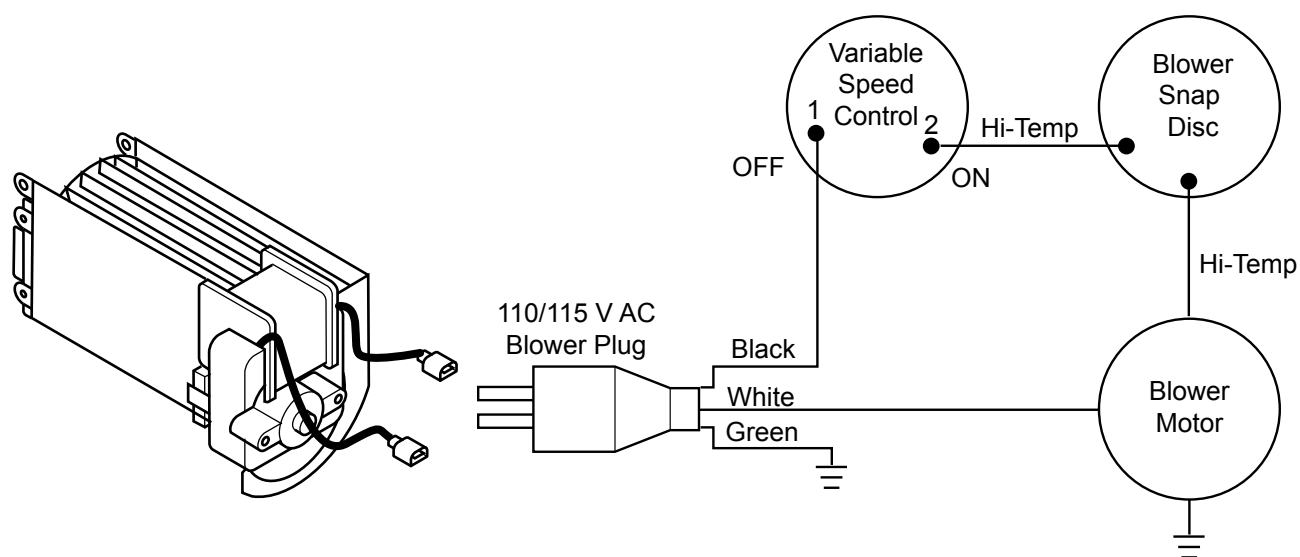 Variable
Speed
Control
1
2
OFF
ON
Hi-Temp
Blower
Snap
Disc
Hi-Temp
110/115 V AC
Blower Plug
Black
White
Green
Blower
Motor